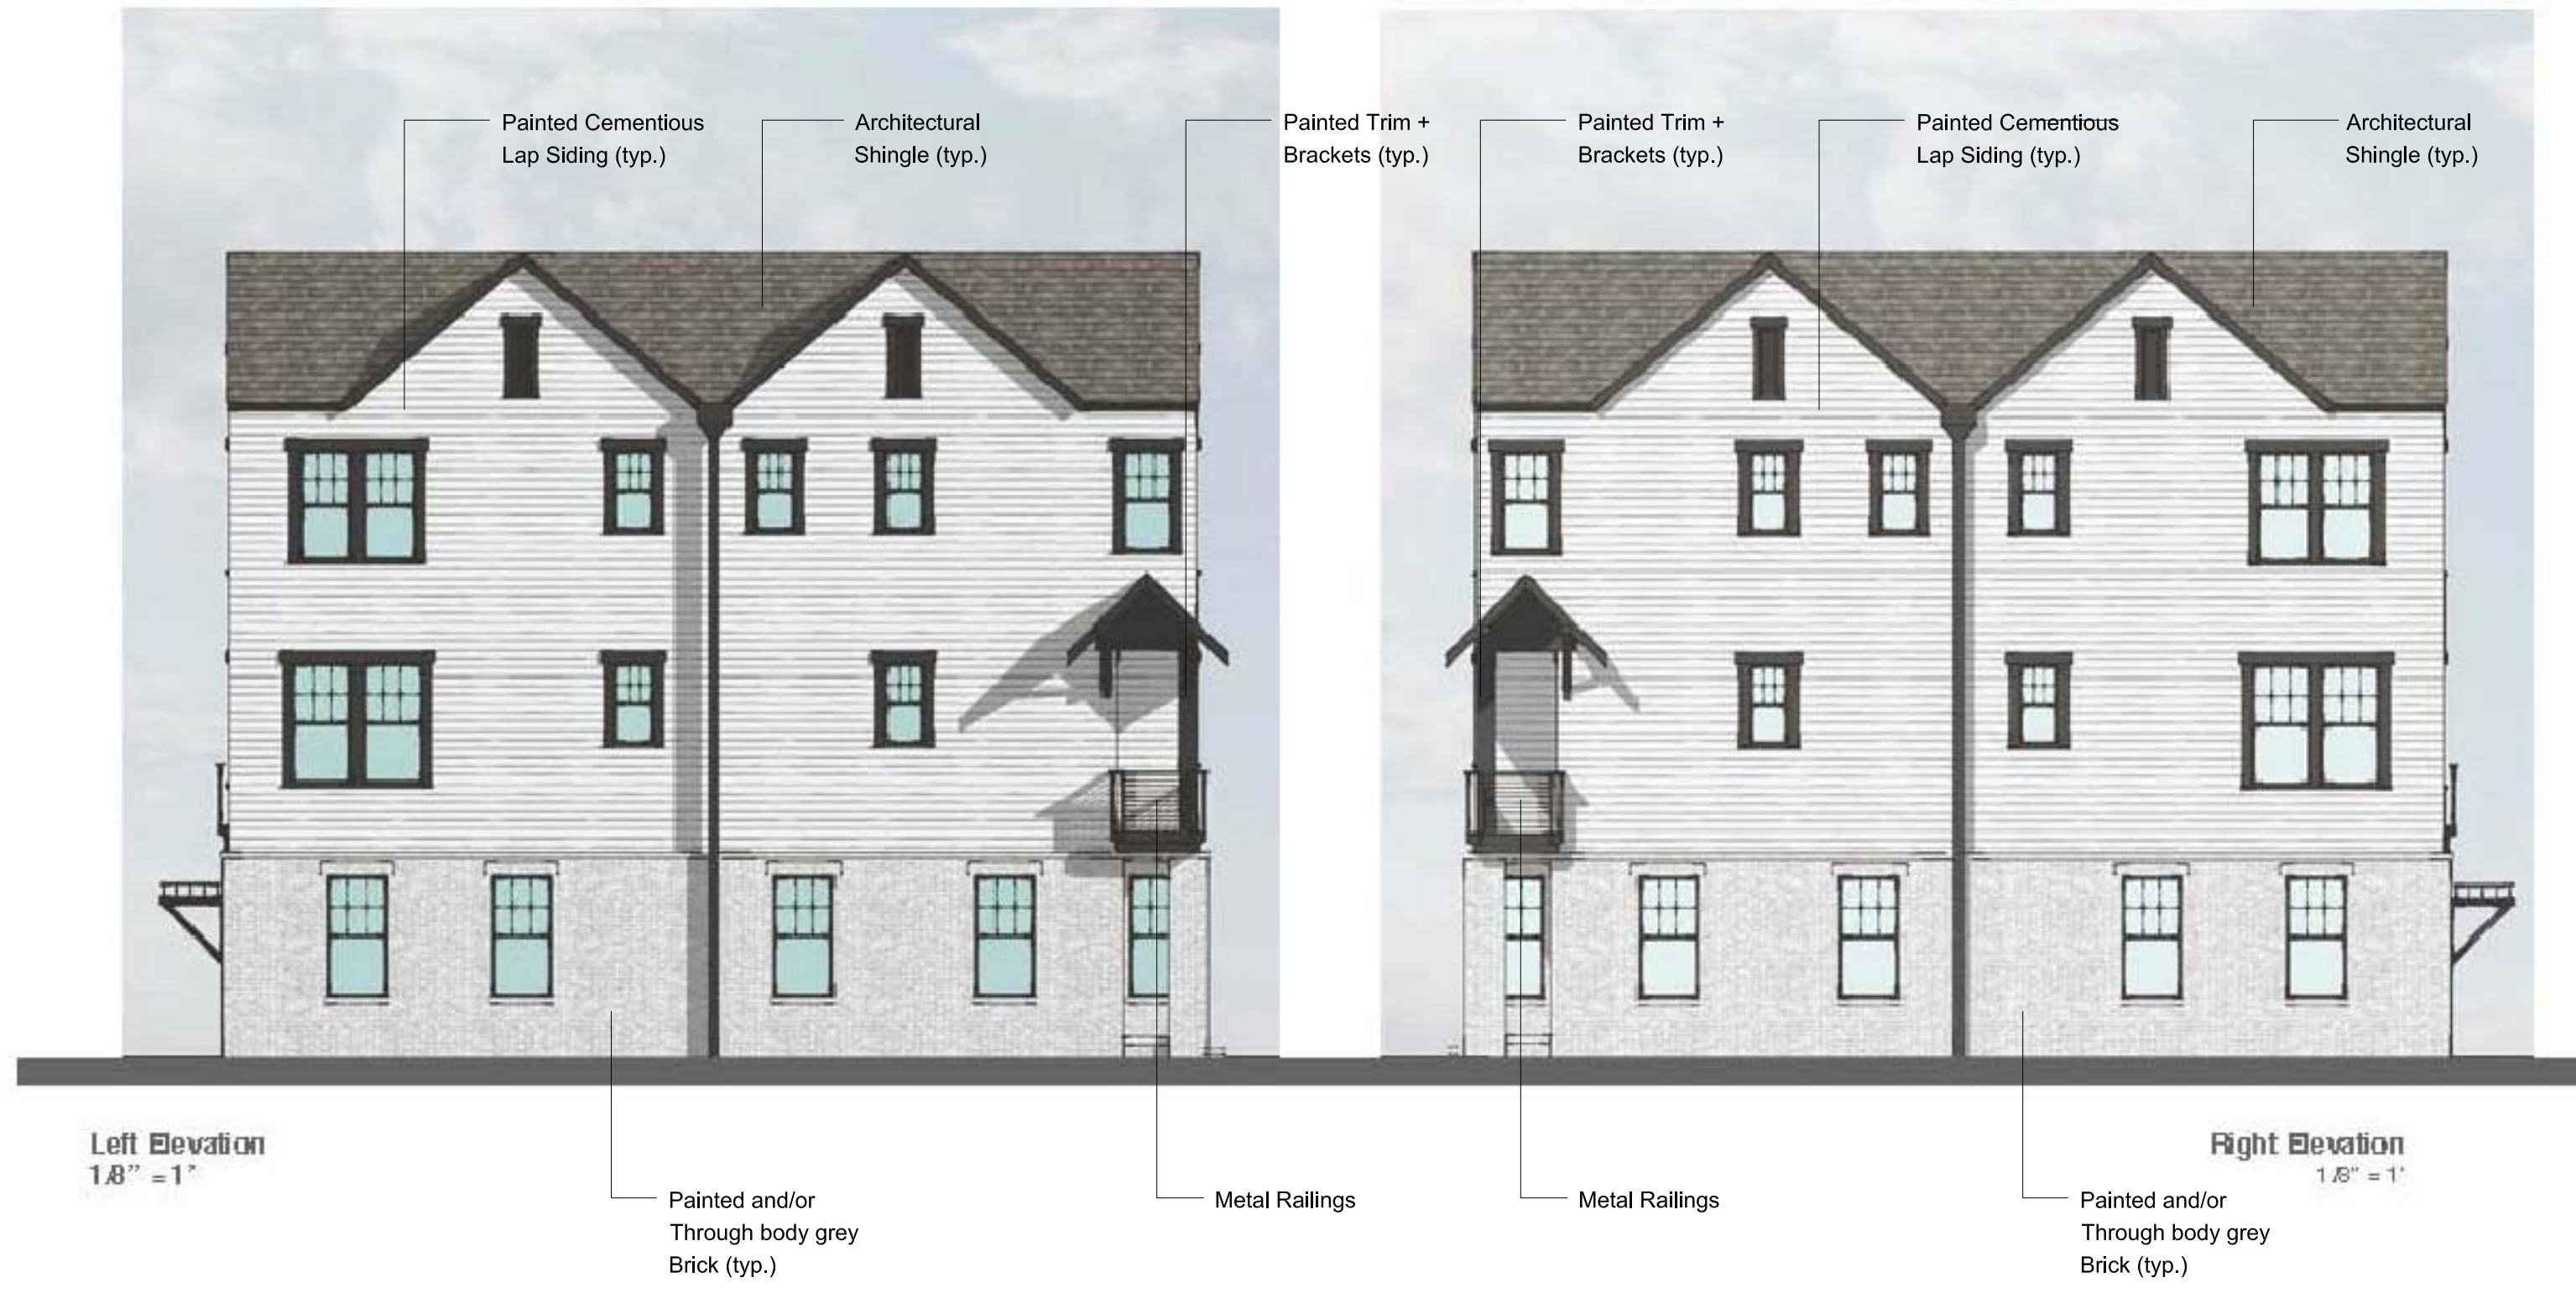 Painted Cementious
Lap Siding (typ.)
Architectural
Shingle (typ.)
Painted Trim +
Brackets (typ.)
Painted Trim +
Brackets (typ.)
Painted Cementious
Lap Siding (typ.)
Architectural
Shingle (typ.)
Left Elevation
1/8" = 1'
Right Elevation
1/8" = 1'
Painted and/or
Through body grey
Brick (typ.)
Metal Railings
Metal Railings
Painted and/or
Through body grey
Brick (typ.)